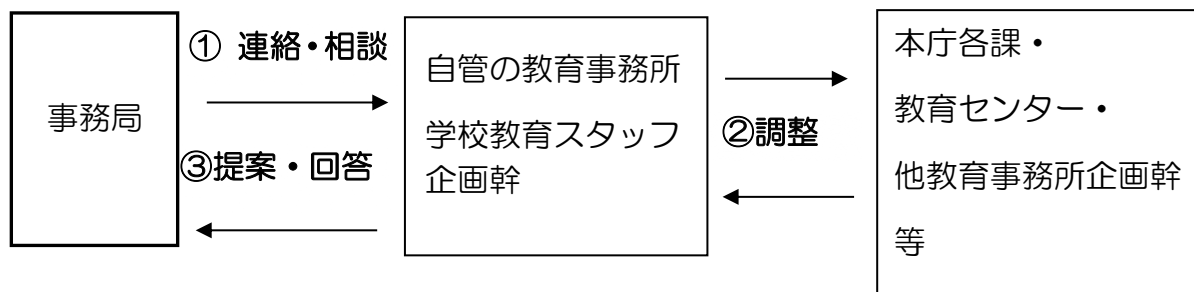 事務局
① 連絡・相談
③提案・回答
自管の教育事務所
学校教育スタッフ
企画幹
②調整
本庁各課・
教育センター・
他教育事務所企画幹
等